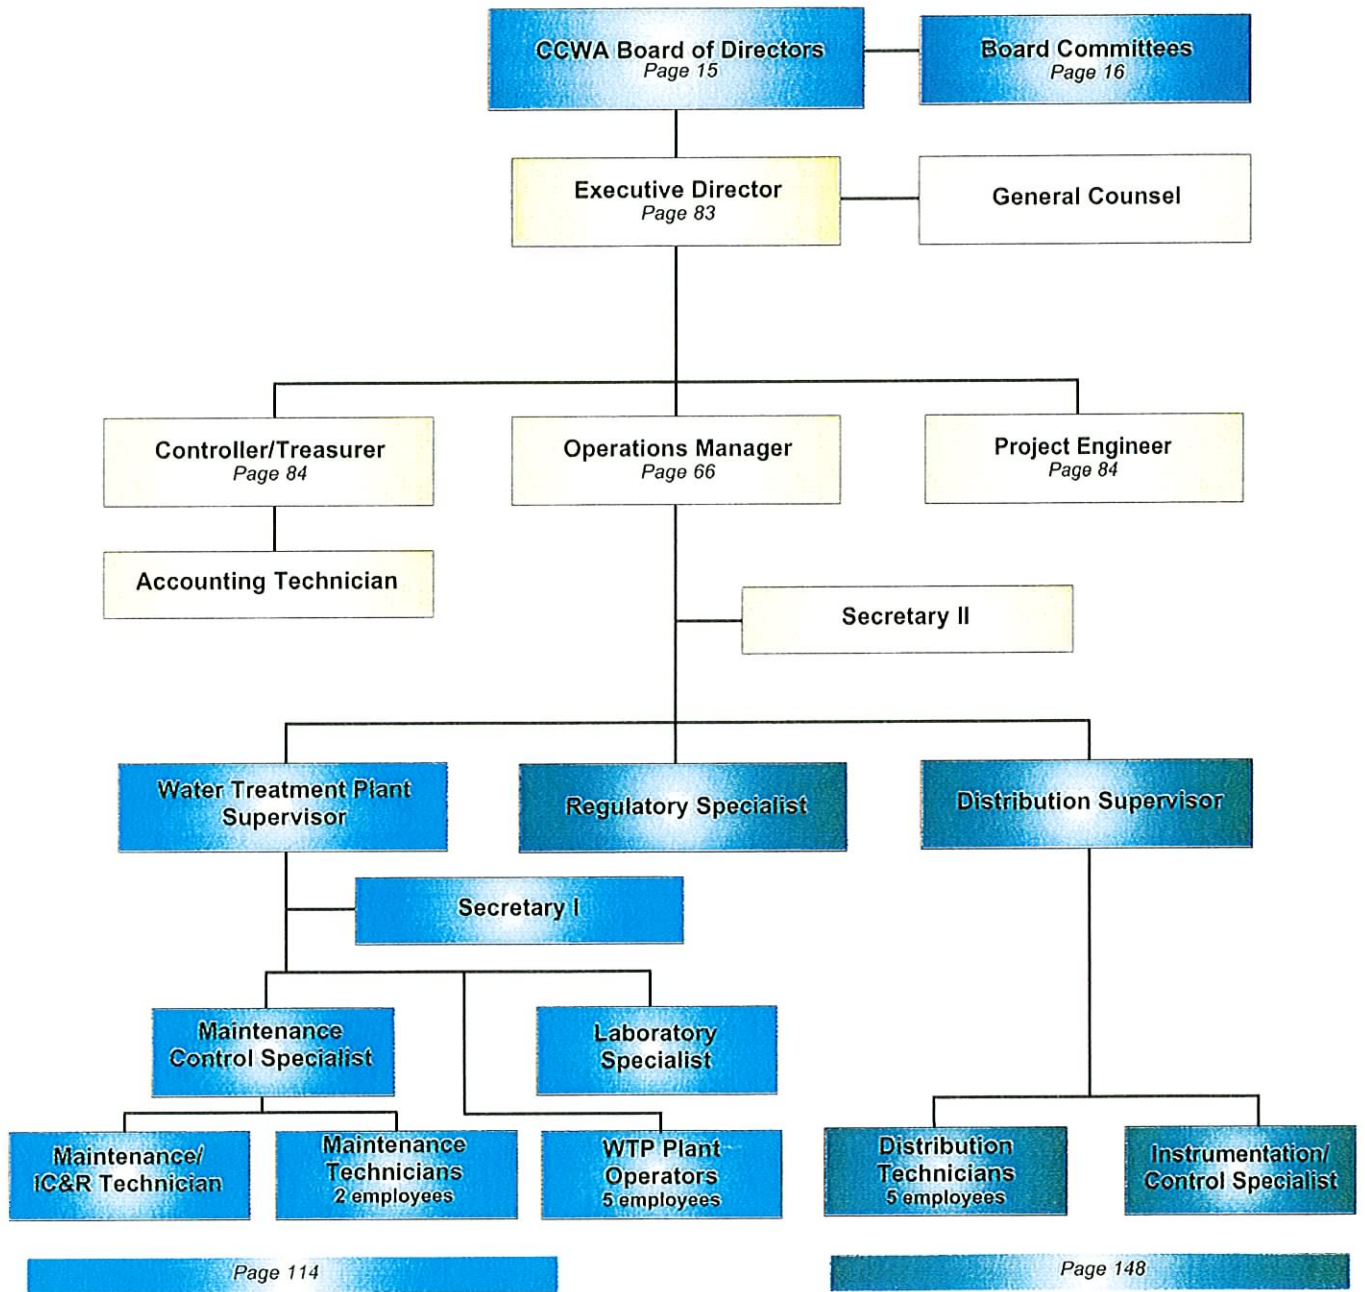 CCWA Board of Directors
Page 15
Board Committees
Page 16
Executive Director
Page 83
General Counsel
Controller/Treasurer
Page 84
Operations Manager
Page 66
Project Engineer
Page 84
Accounting Technician
Secretary II
Water Treatment Plant
Supervisor
Regulatory Specialist
Distribution Supervisor
Secretary I
Maintenance
Control Specialist
Laboratory
Specialist
Maintenance/
IC&R Technician
Maintenance
Technicians
2 employees
WTP Plant
Operators
5 employees
Distribution
Technicians
5 employees
Instrumentation/
Control Specialist
Page 114
Page 148